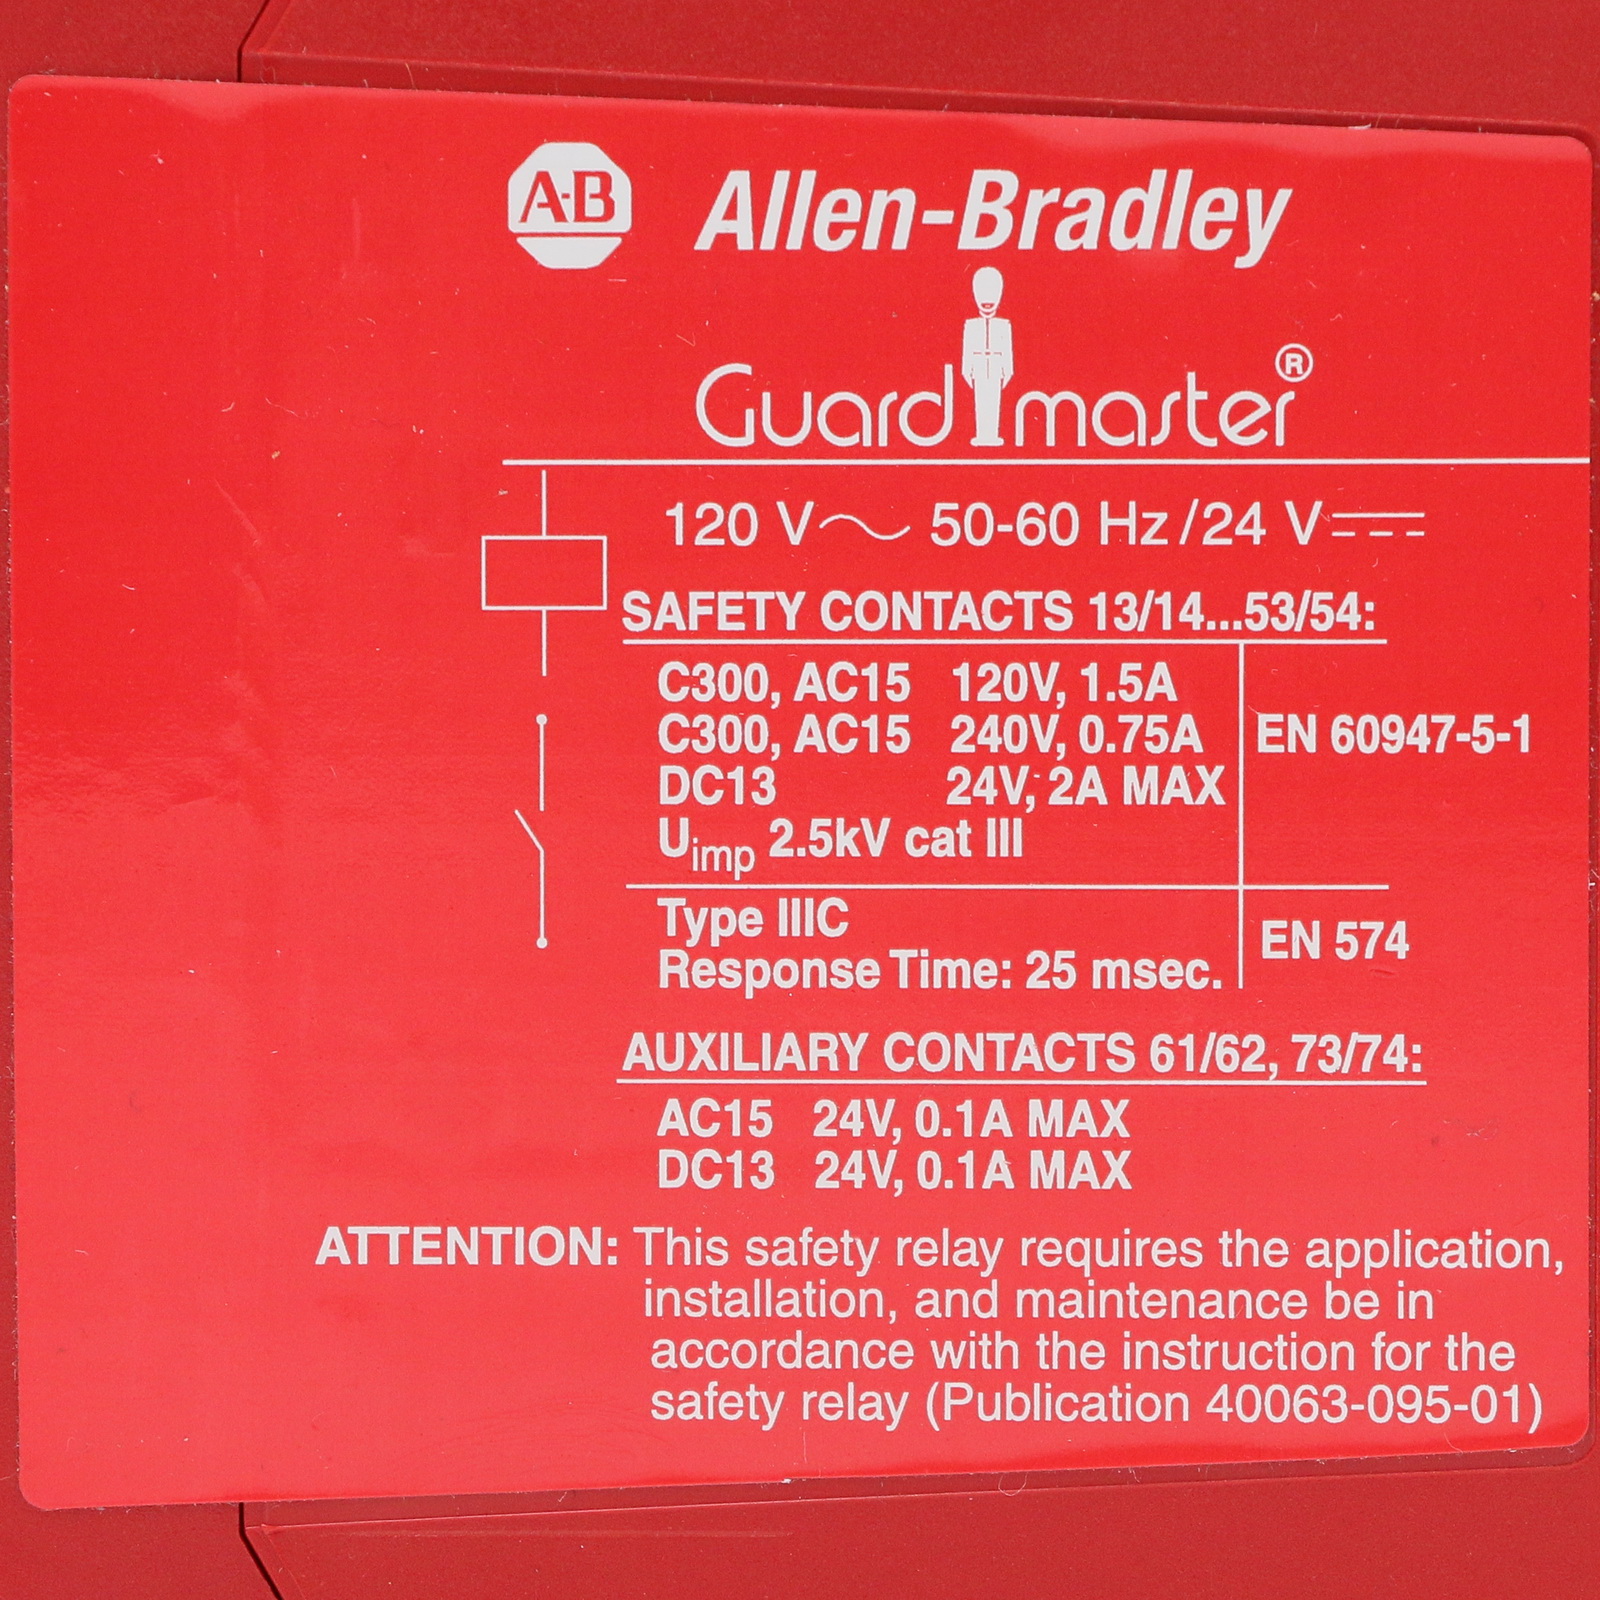 A-B Allen-Bradley
Guardmaster®
120 V~ 50-60 Hz/24 V⎓
SAFETY CONTACTS 13/14...53/54:
C300, AC15 120V, 1.5A
C300, AC15 240V, 0.75A EN 60947-5-1
DC13 24V, 2A MAX
Uimp 2.5kV cat III
Type IIIC
Response Time: 25 msec. EN 574
AUXILIARY CONTACTS 61/62, 73/74:
AC15 24V, 0.1A MAX
DC13 24V, 0.1A MAX
ATTENTION: This safety relay requires the application,
installation, and maintenance be in
accordance with the instruction for the
safety relay (Publication 40063-095-01)